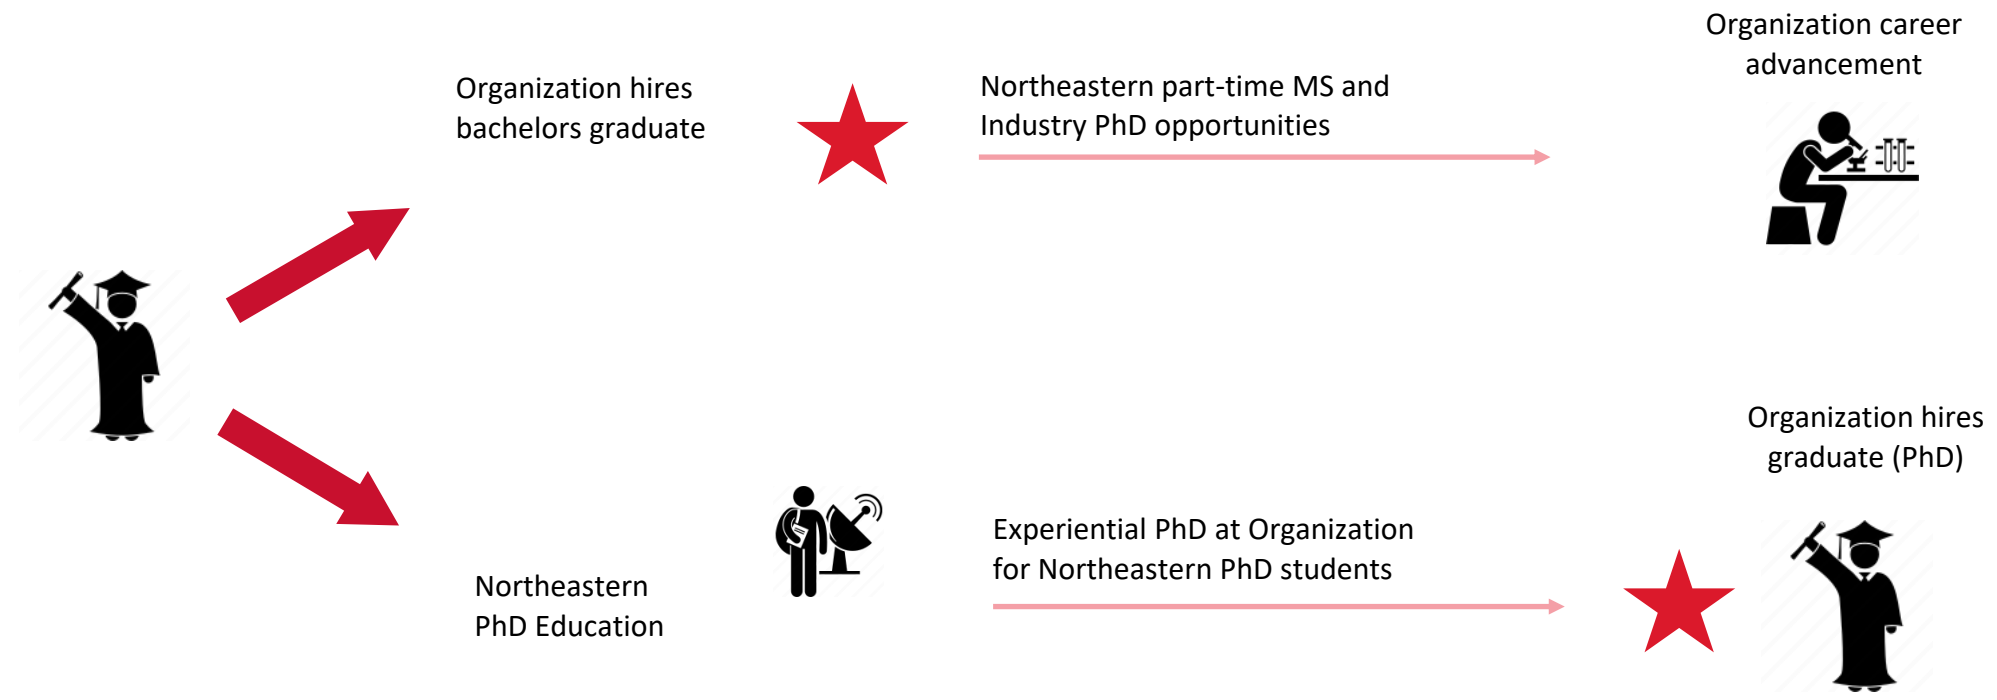 Organization hires
bachelors graduate
Northeastern part-time MS and
Industry PhD opportunities
Organization career
advancement
Northeastern
PhD Education
Experiential PhD at Organization
for Northeastern PhD students
Organization hires
graduate (PhD)